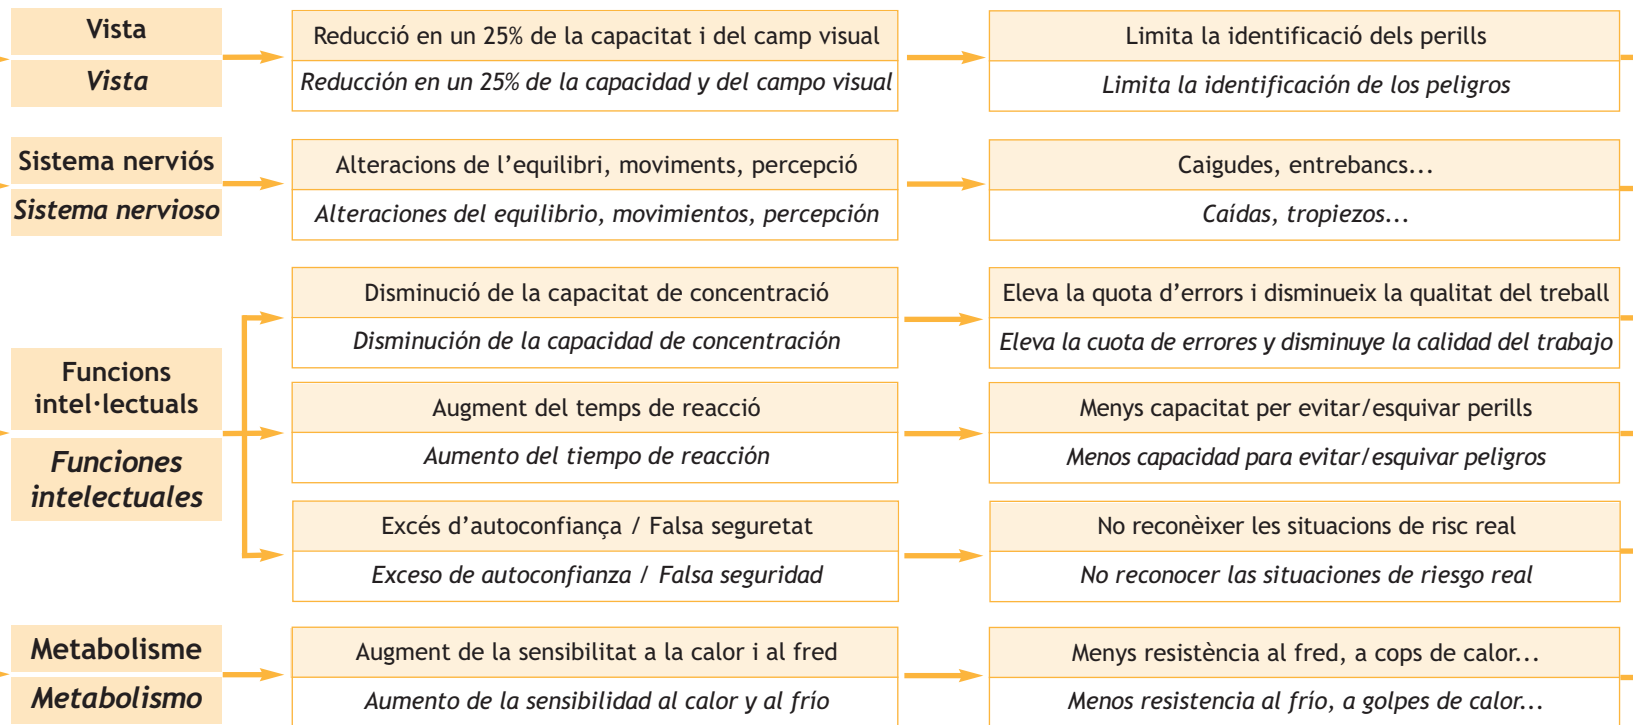 Vista
Vista
Reducció en un 25% de la capacitat i del camp visual
Reducción en un 25% de la capacidad y del campo visual
Limita la identificació dels perills
Limita la identificación de los peligros
Sistema nerviós
Sistema nervioso
Alteracions de l’equilibri, moviments, percepció
Alteraciones del equilibrio, movimientos, percepción
Caigudes, entrebancs...
Caídas, tropiezos...
Funcions
intel·lectuals
Funciones
intelectuales
Disminució de la capacitat de concentració
Disminución de la capacidad de concentración
Eleva la quota d’errors i disminueix la qualitat del treball
Eleva la cuota de errores y disminuye la calidad del trabajo
Augment del temps de reacció
Aumento del tiempo de reacción
Menys capacitat per evitar/esquivar perills
Menos capacidad para evitar/esquivar peligros
Excés d’autoconfiança / Falsa seguretat
Exceso de autoconfianza / Falsa seguridad
No reconèixer les situacions de risc real
No reconocer las situaciones de riesgo real
Metabolisme
Metabolismo
Augment de la sensibilitat a la calor i al fred
Aumento de la sensibilidad al calor y al frío
Menys resistència al fred, a cops de calor...
Menos resistencia al frío, a golpes de calor...